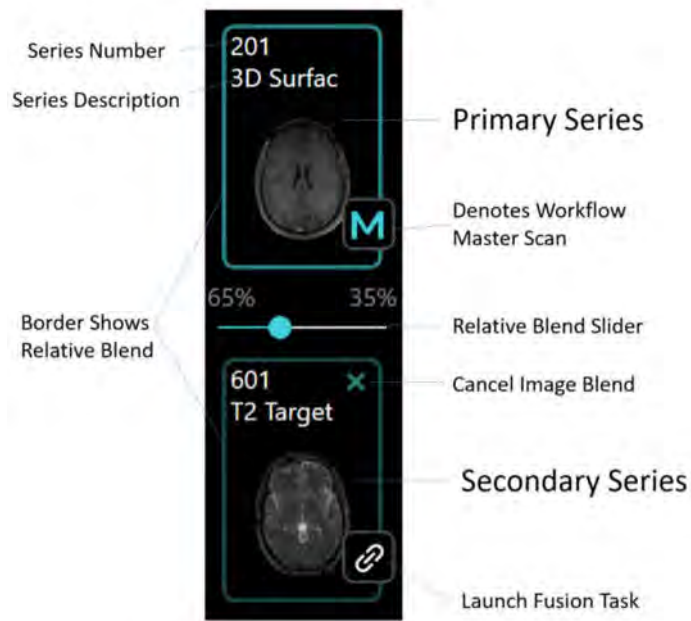 Series Number
201
Series Description
3D Surfac
Primary Series
M
Denotes Workflow
Master Scan
65%
35%
Border Shows
Relative Blend
Relative Blend Slider
601
Cancel Image Blend
T2 Target
Secondary Series
Launch Fusion Task